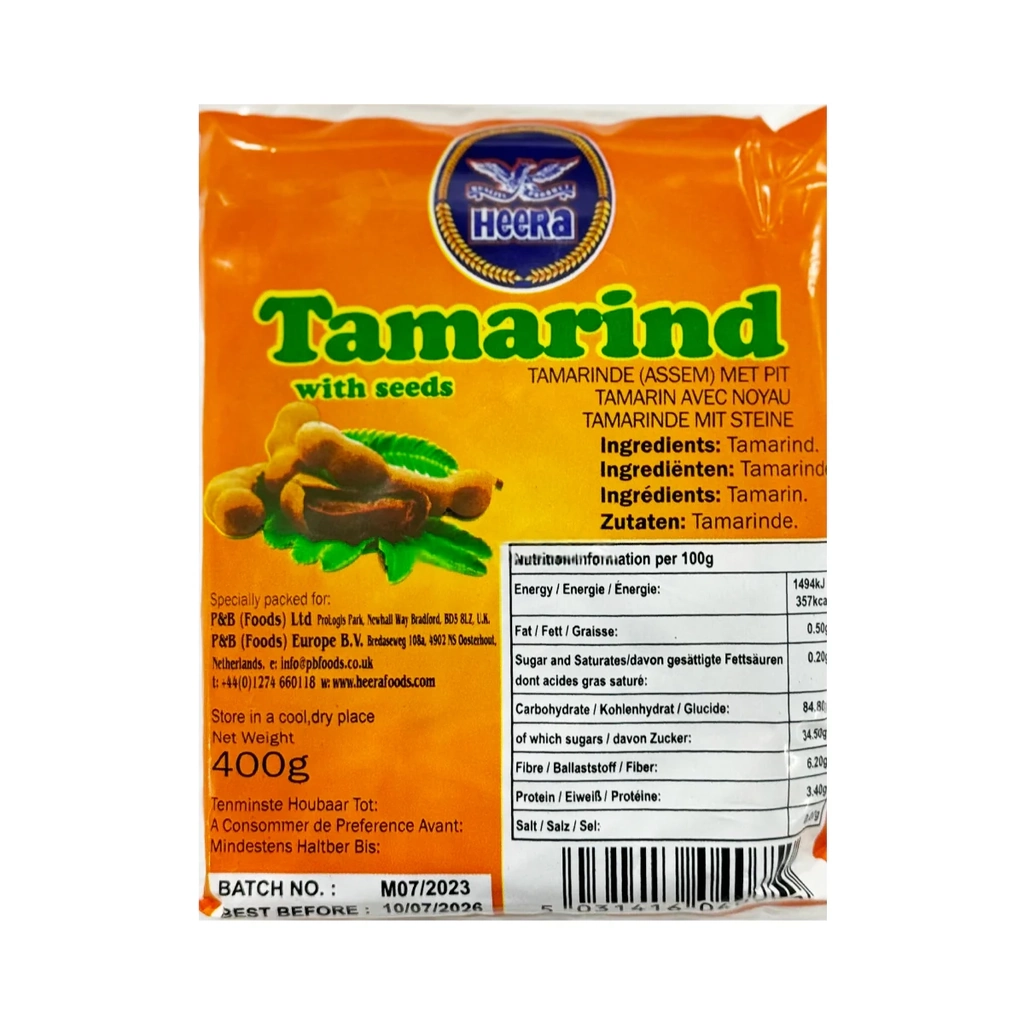 HEERA
Tamarind
with seeds
TAMARINDE (ASSEM) MET PIT
TAMARIN AVEC NOYAU
TAMARINDE MIT STEINE
Ingredients: Tamarind.
Ingrediënten: Tamarinde
Ingrédients: Tamarin.
Zutaten: Tamarinde.
Nutrition Information per 100g
Energy / Energie / Énergie: 1494kJ
357kca
Fat / Fett / Graisse: 0.50g
Sugar and Saturates/davon gesättigte Fettsäuren 0.20g
dont acides gras saturé:
Carbohydrate / Kohlenhydrat / Glucide: 84.80g
of which sugars / davon Zucker: 34.50g
Fibre / Ballaststoff / Fiber: 6.20g
Protein / Eiweiß / Protéine: 3.40g
Salt / Salz / Sel:
Specially packed for:
P&B (Foods) Ltd ProLogis Park, Newhall Way Bradford, BD5 8LZ, U.K.
P&B (Foods) Europe B.V. Bredaseweg 108a, 4902 NS Oosterhout,
Netherlands. e: info@pbfoods.co.uk
t: +44(0)1274 660118 w: www.heerafoods.com
Store in a cool,dry place
Net Weight
400g
Tenminste Houbaar Tot:
A Consommer de Preference Avant:
Mindestens Haltber Bis:
BATCH NO. : M07/2023
BEST BEFORE : 10/07/2026
5 031416 04